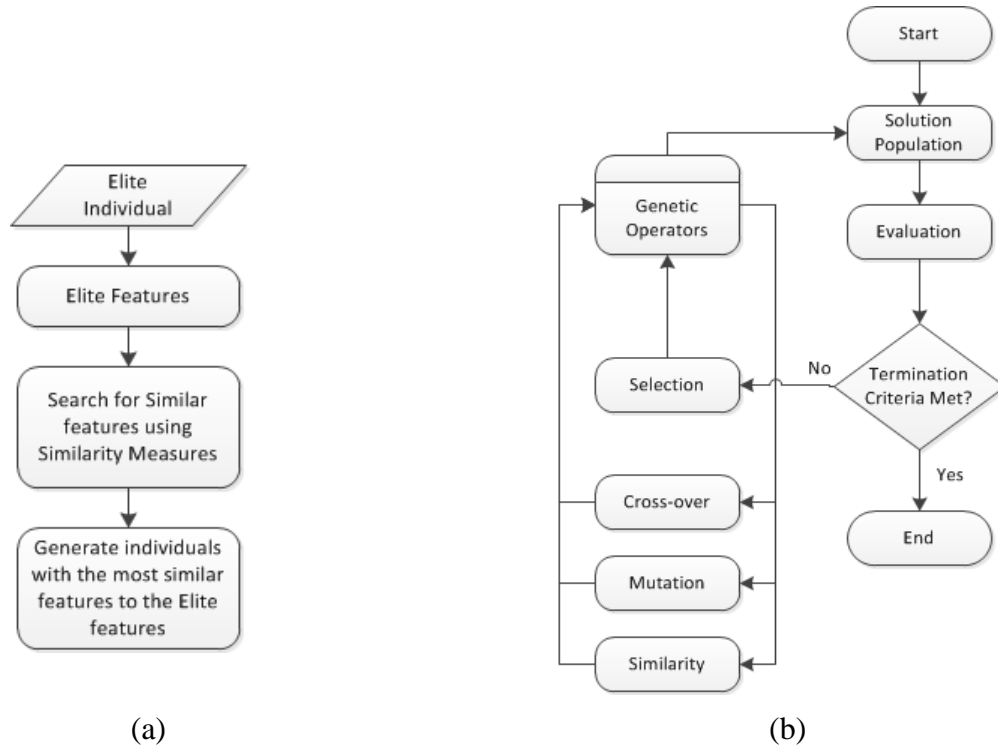 Elite
Individual
Elite Features
Search for Similar
features using
Similarity Measures
Generate individuals
with the most similar
features to the Elite
features
(a)
Start
Solution
Population
Evaluation
Termination
Criteria Met?
No
Yes
End
Selection
Genetic
Operators
Cross-over
Mutation
Similarity
(b)